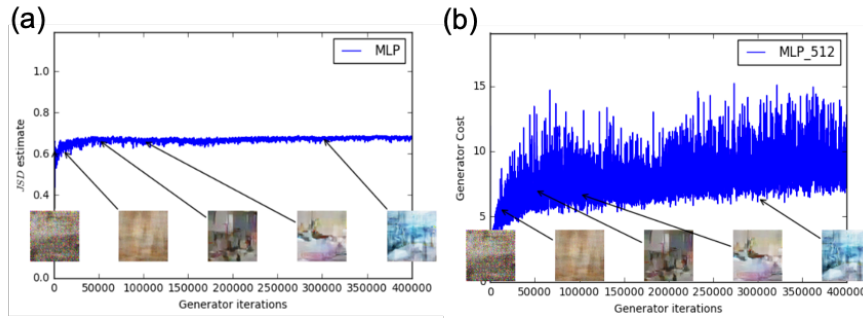 (a)
MLP
1.0
0.8
0.6
0.4
0.0
JSD estimate
0 50000 100000 150000 200000 250000 300000 350000 400000
Generator iterations
(b)
MLP_512
15
10
5
0
Generator Cost
0 50000 100000 150000 200000 250000 300000 350000 400000
Generator iterations